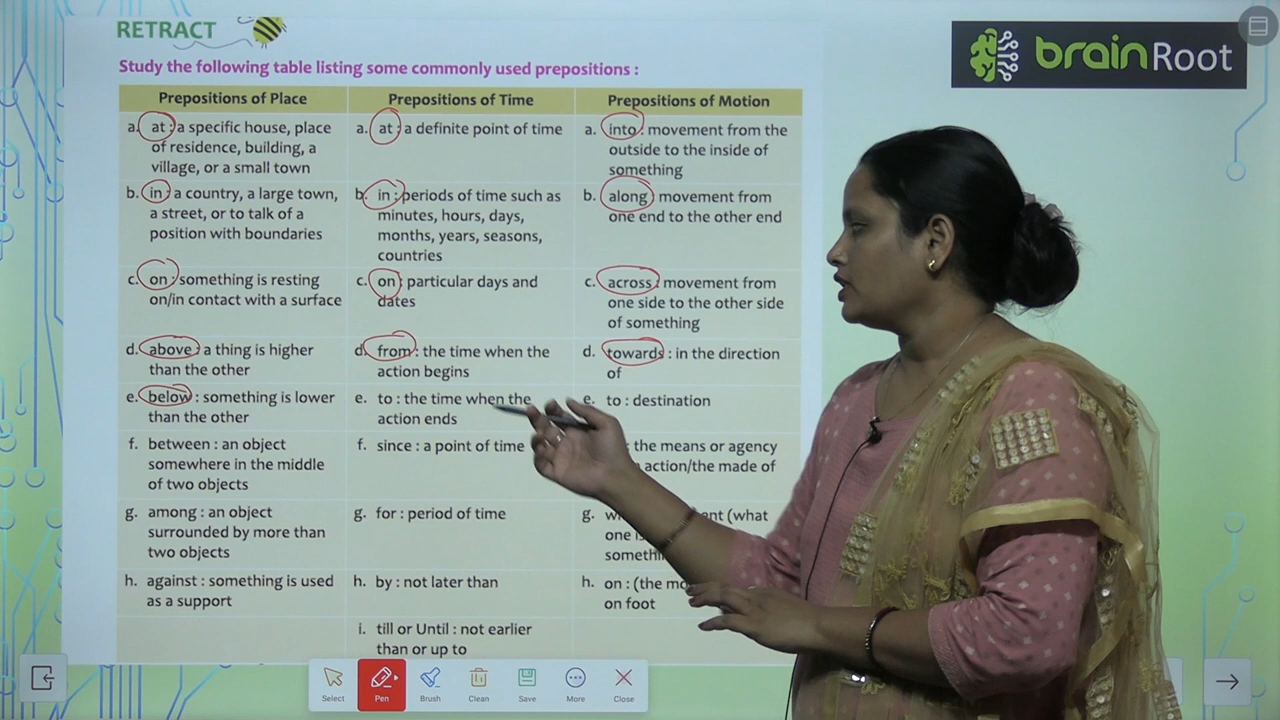 RETRACT
brainRoot
Study the following table listing some commonly used prepositions :
Prepositions of Place
a. at : a specific house, place
of residence, building, a
village, or a small town
b. in : a country, a large town,
a street, or to talk of a
position with boundaries
c. on : something is resting
on/in contact with a surface
d. above : a thing is higher
than the other
e. below : something is lower
than the other
f. between : an object
somewhere in the middle
of two objects
g. among : an object
surrounded by more than
two objects
h. against : something is used
as a support
Prepositions of Time
a. at : a definite point of time
b. in : periods of time such as
minutes, hours, days,
months, years, seasons,
countries
c. on : particular days and
dates
d. from : the time when the
action begins
e. to : the time when the
action ends
f. since : a point of time
g. for : period of time
h. by : not later than
i. till or Until : not earlier
than or up to
Prepositions of Motion
a. into : movement from the
outside to the inside of
something
b. along : movement from
one end to the other end
c. across : movement from
one side to the other side
of something
d. towards : in the direction
of
e. to : destination
: the means or agency
action/the made of
g.
(what
one
h. on : (the
on foot
Select
Pen
Brush
Clean
Save
More
Close